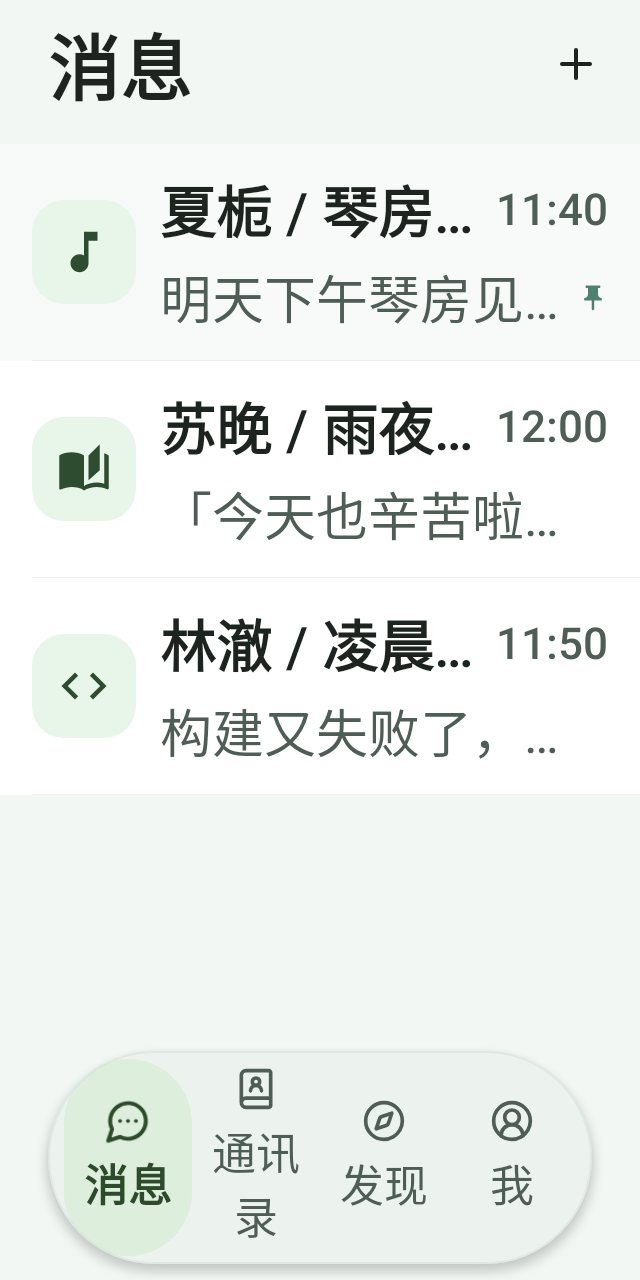 消息
夏栀 / 琴房… 11:40
明天下午琴房见…
苏晚 / 雨夜… 12:00
「今天也辛苦啦…
林澈 / 凌晨… 11:50
构建又失败了，…
消息
通讯
录
发现
我